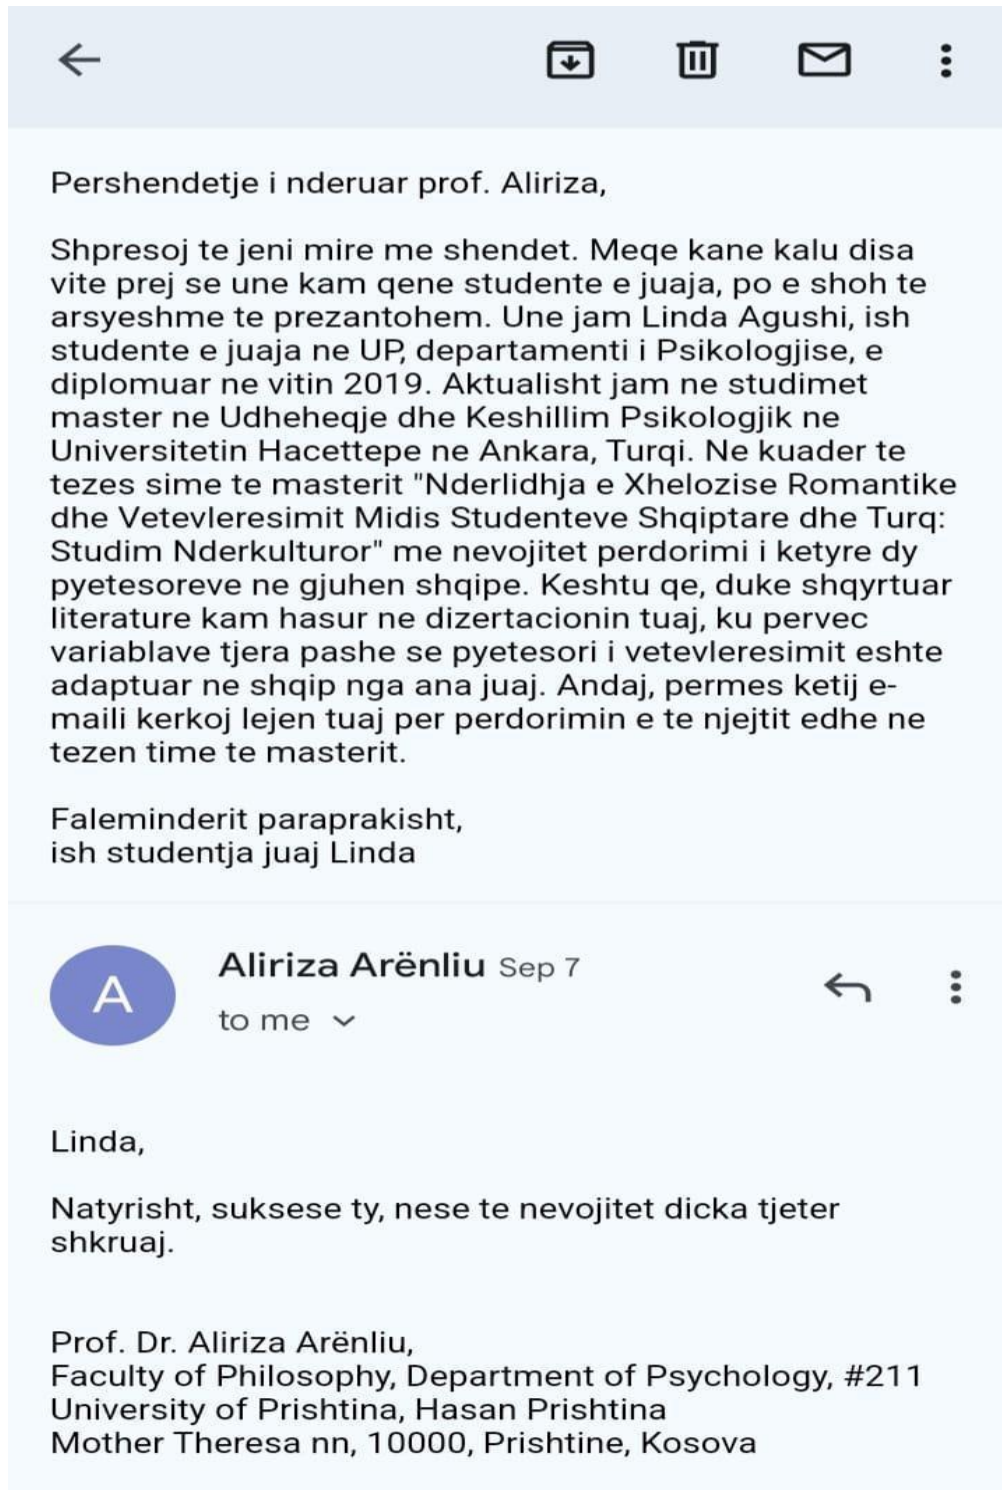 Pershendetje i nderuar prof. Aliriza,
Shpresoj te jeni mire me shendet. Meqe kane kalu disa
vite prej se une kam qene studente e juaja, po e shoh te
arsyeshme te prezantohem. Une jam Linda Agushi, ish
studente e juaja ne UP, departamenti i Psikologjise, e
diplomuar ne vitin 2019. Aktualisht jam ne studimet
master ne Udheheqje dhe Keshillim Psikologjik ne
Universitetin Hacettepe ne Ankara, Turqi. Ne kuader te
tezes sime te masterit "Nderlidhja e Xhelozise Romantike
dhe Vetevleresimit Midis Studenteve Shqiptare dhe Turq:
Studim Nderkulturor" me nevojitet perdorimi i ketyre dy
pyetesoreve ne gjuhen shqipe. Keshtu qe, duke shqyrtuar
literature kam hasur ne dizertacionin tuaj, ku pervec
variablave tjera pashe se pyetesori i vetevleresimit eshte
adaptuar ne shqip nga ana juaj. Andaj, permes ketij e-
maili kerkoj lejen tuaj per perdorimin e te njejtit edhe ne
tezen time te masterit.
Faleminderit paraprakisht,
ish studentja juaj Linda
A
Aliriza Arënliu Sep 7
to me
Linda,
Natyrisht, suksese ty, nese te nevojitet dicka tjeter
shkruaj.
Prof. Dr. Aliriza Arënliu,
Faculty of Philosophy, Department of Psychology, #211
University of Prishtina, Hasan Prishtina
Mother Theresa nn, 10000, Prishtine, Kosova